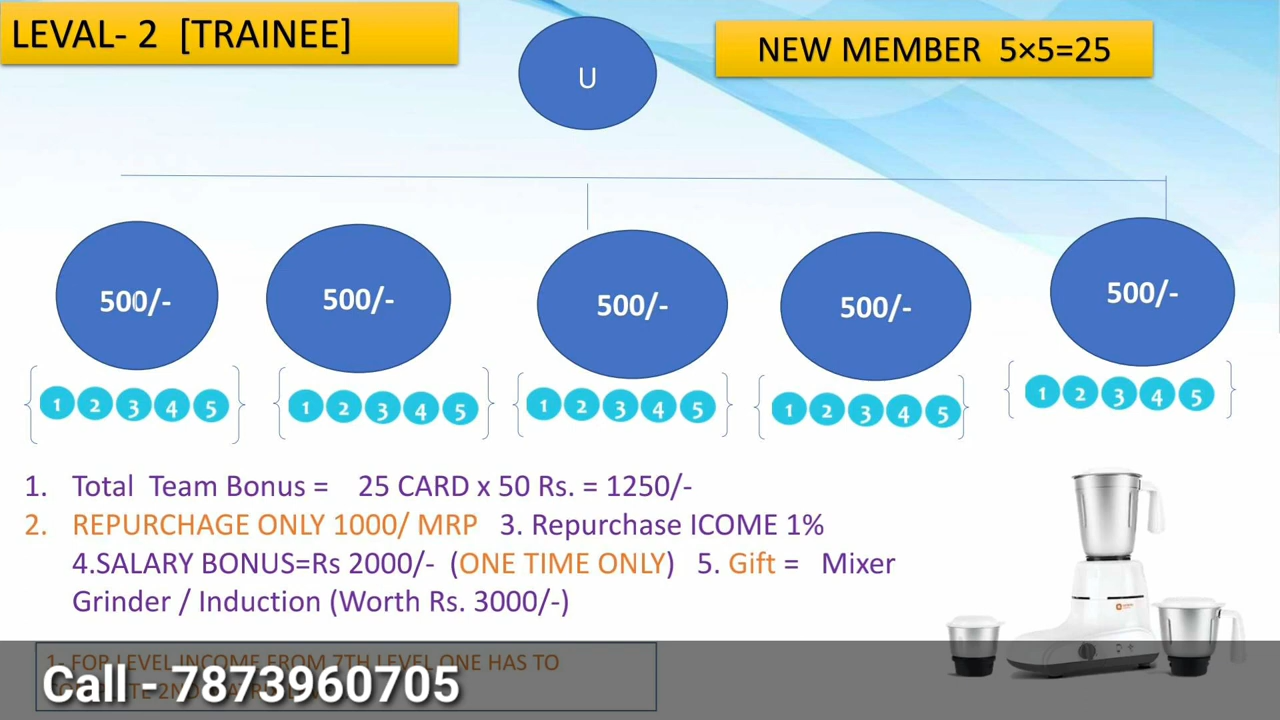 LEVAL- 2 [TRAINEE]
NEW MEMBER 5×5=25
U
500/-
500/-
500/-
500/-
500/-
1 2 3 4 5
1 2 3 4 5
1 2 3 4 5
1 2 3 4 5
1 2 3 4 5
1. Total Team Bonus = 25 CARD x 50 Rs. = 1250/-
2. REPURCHAGE ONLY 1000/ MRP 3. Repurchase ICOME 1%
4.SALARY BONUS=Rs 2000/- (ONE TIME ONLY) 5. Gift = Mixer
Grinder / Induction (Worth Rs. 3000/-)
1- FOR LEVEL INCOME FROM 7TH LEVEL ONE HAS TO
Call - 7873960705